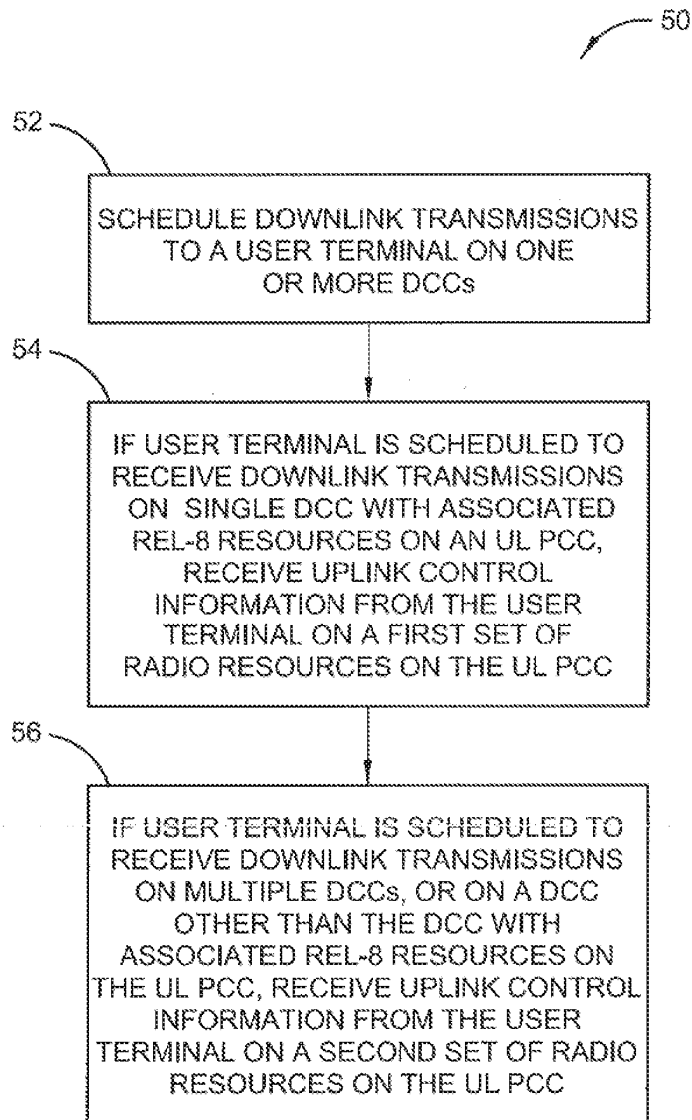 50
52
SCHEDULE DOWNLINK TRANSMISSIONS
TO A USER TERMINAL ON ONE
OR MORE DCCs
54
IF USER TERMINAL IS SCHEDULED TO
RECEIVE DOWNLINK TRANSMISSIONS
ON SINGLE DCC WITH ASSOCIATED
REL-8 RESOURCES ON AN UL PCC,
RECEIVE UPLINK CONTROL
INFORMATION FROM THE USER
TERMINAL ON A FIRST SET OF
RADIO RESOURCES ON THE UL PCC
56
IF USER TERMINAL IS SCHEDULED TO
RECEIVE DOWNLINK TRANSMISSIONS
ON MULTIPLE DCCs, OR ON A DCC
OTHER THAN THE DCC WITH
ASSOCIATED REL-8 RESOURCES ON
THE UL PCC, RECEIVE UPLINK CONTROL
INFORMATION FROM THE USER
TERMINAL ON A SECOND SET OF RADIO
RESOURCES ON THE UL PCC